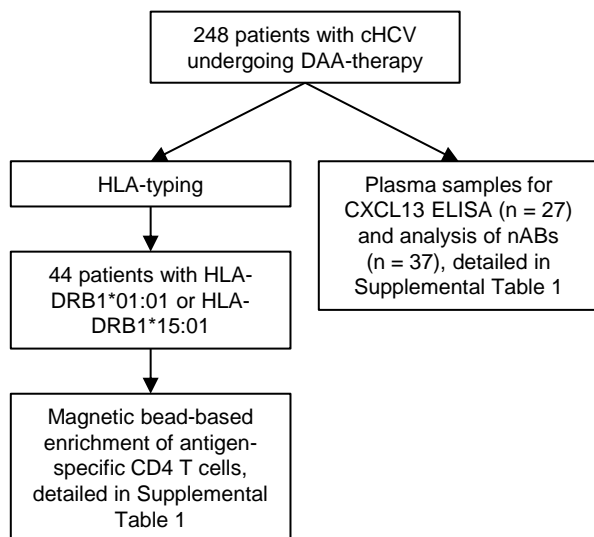 248 patients with cHCV
undergoing DAA-therapy
HLA-typing
44 patients with HLA-
DRB1*01:01 or HLA-
DRB1*15:01
Magnetic bead-based
enrichment of antigen-
specific CD4 T cells,
detailed in Supplemental
Table 1
Plasma samples for
CXCL13 ELISA (n = 27)
and analysis of nABs
(n = 37), detailed in
Supplemental Table 1